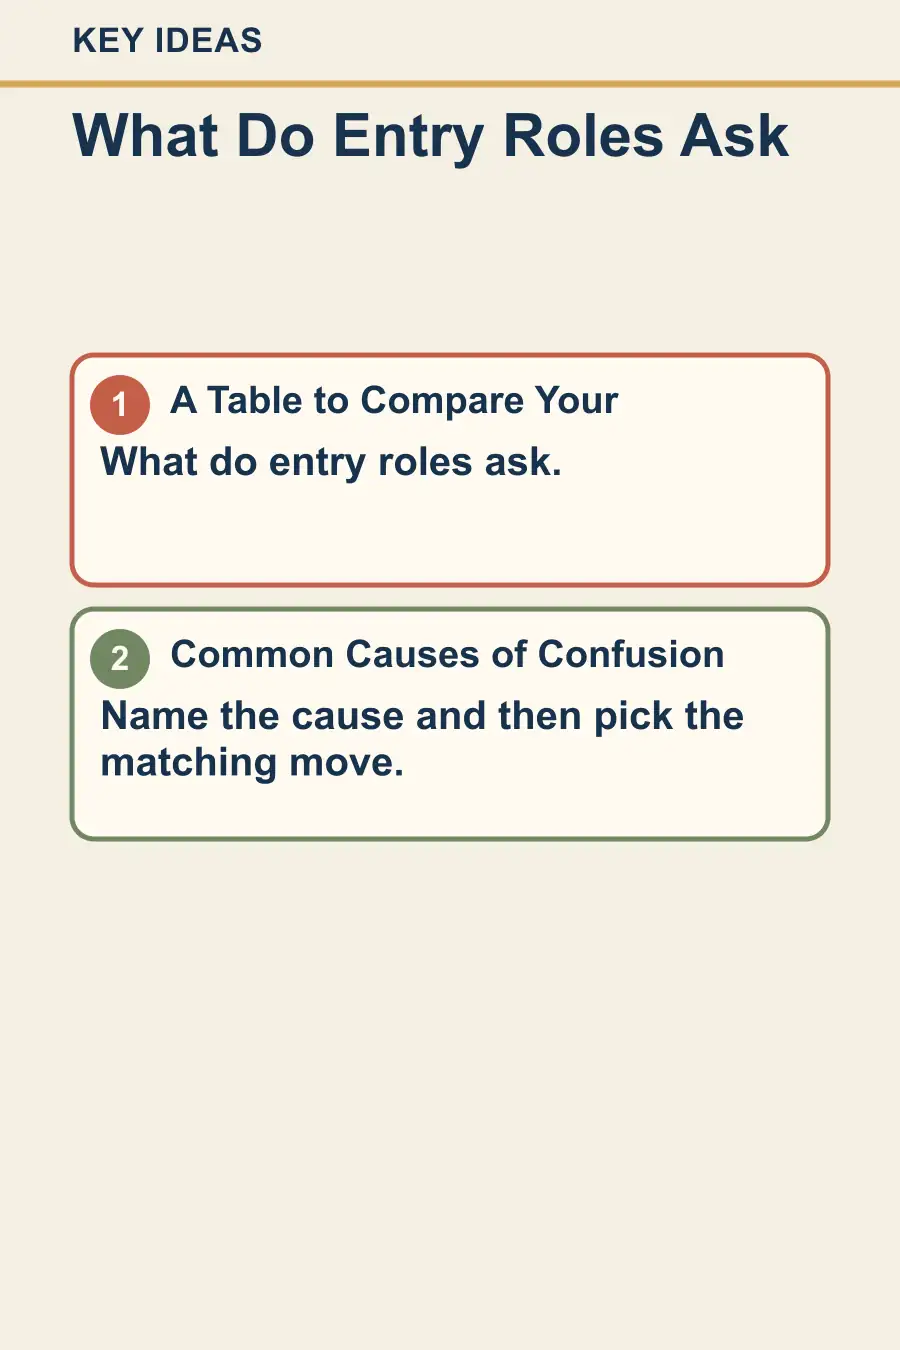 KEY IDEAS
What Do Entry Roles Ask
1
A Table to Compare Your
What do entry roles ask.
2
Common Causes of Confusion
Name the cause and then pick the
matching move.